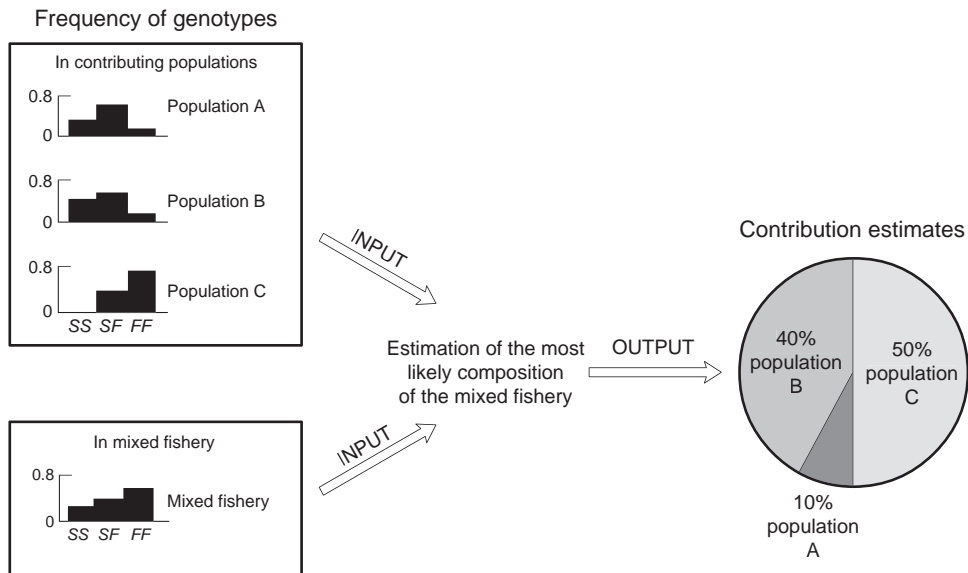 Frequency of genotypes
In contributing populations
0.8
Population A
0
0.8
Population B
0
0.8
Population C
0
SS SF FF
INPUT
Estimation of the most
likely composition
of the mixed fishery
OUTPUT
Contribution estimates
40%
population
B
50%
population
C
10%
population
A
In mixed fishery
0.8
Mixed fishery
0
SS SF FF
INPUT